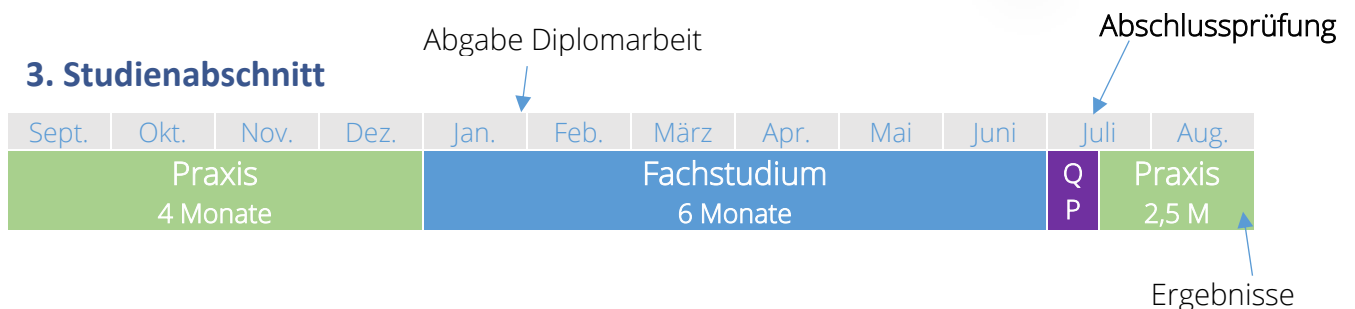 Abschlussprüfung
Abgabe Diplomarbeit
3. Studienabschnitt
Sept. Okt. Nov. Dez. Jan. Feb. März Apr. Mai Juni Juli Aug.
Praxis Fachstudium Q Praxis
4 Monate 6 Monate P 2,5 M
Ergebnisse